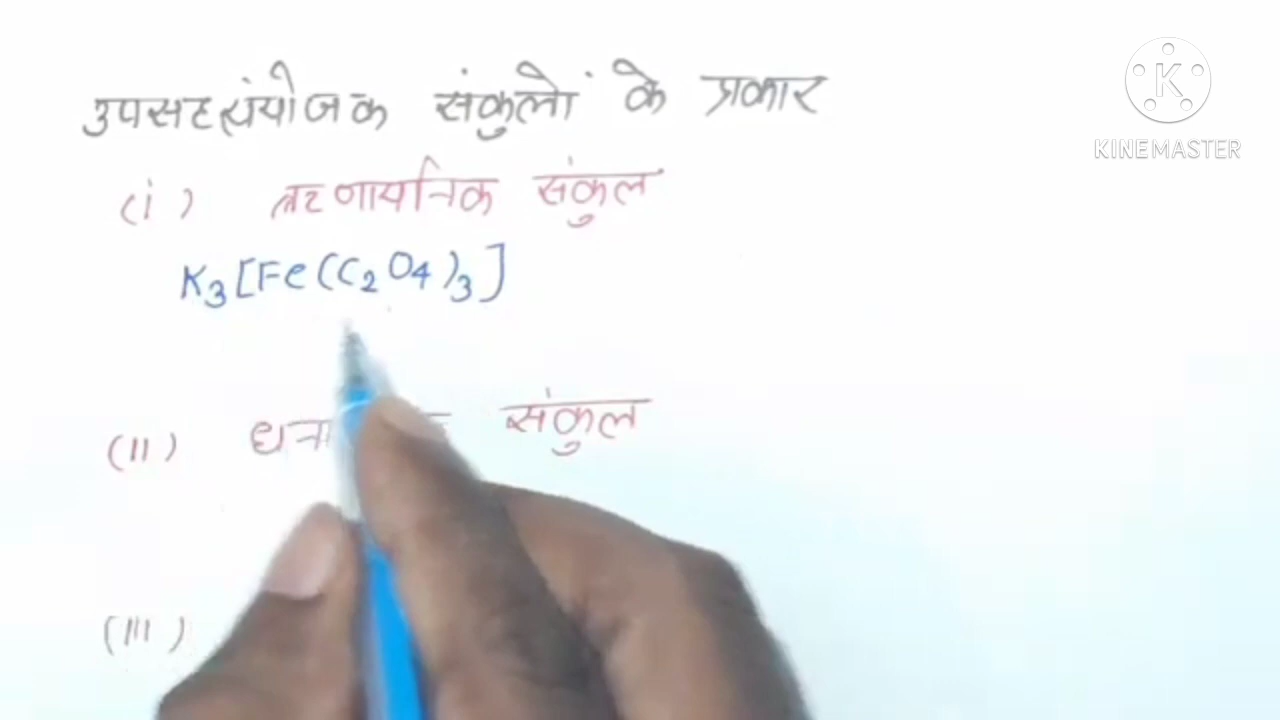 उपसहसंयोजक संकुलों के प्रकार
KINEMASTER
(i) ऋणायनिक संकुल
K3[Fe(C2O4)3]
(II) संकुल
(III)